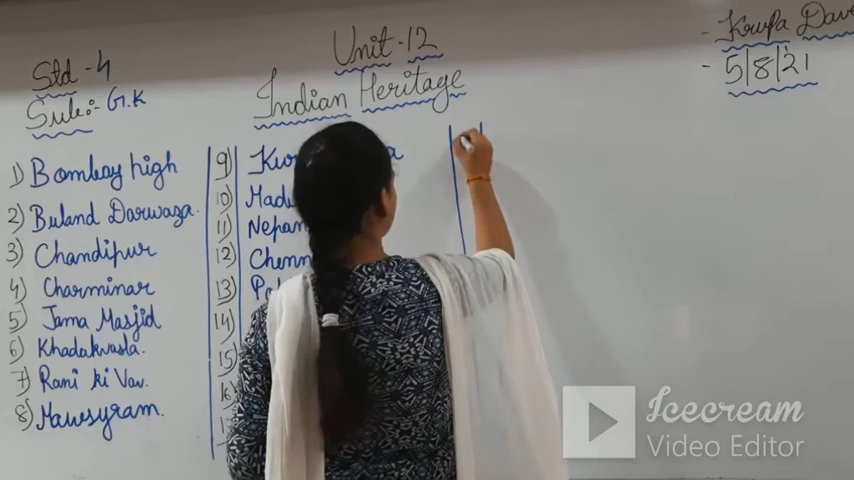 Std - 4
Sub:- G.K
Unit - 12
Indian Heritage
- Krupa Dave
- 5/8/21
1) Bombay high
2) Buland Darwaza.
3) Chandipur
4) Charminar
5) Jama Masjid
6) Khadakvasla.
7) Rani ki Vav.
8) Mawsyram.
9)
10)
11)
12)
13)
14)
15)
Icecream
Video Editor